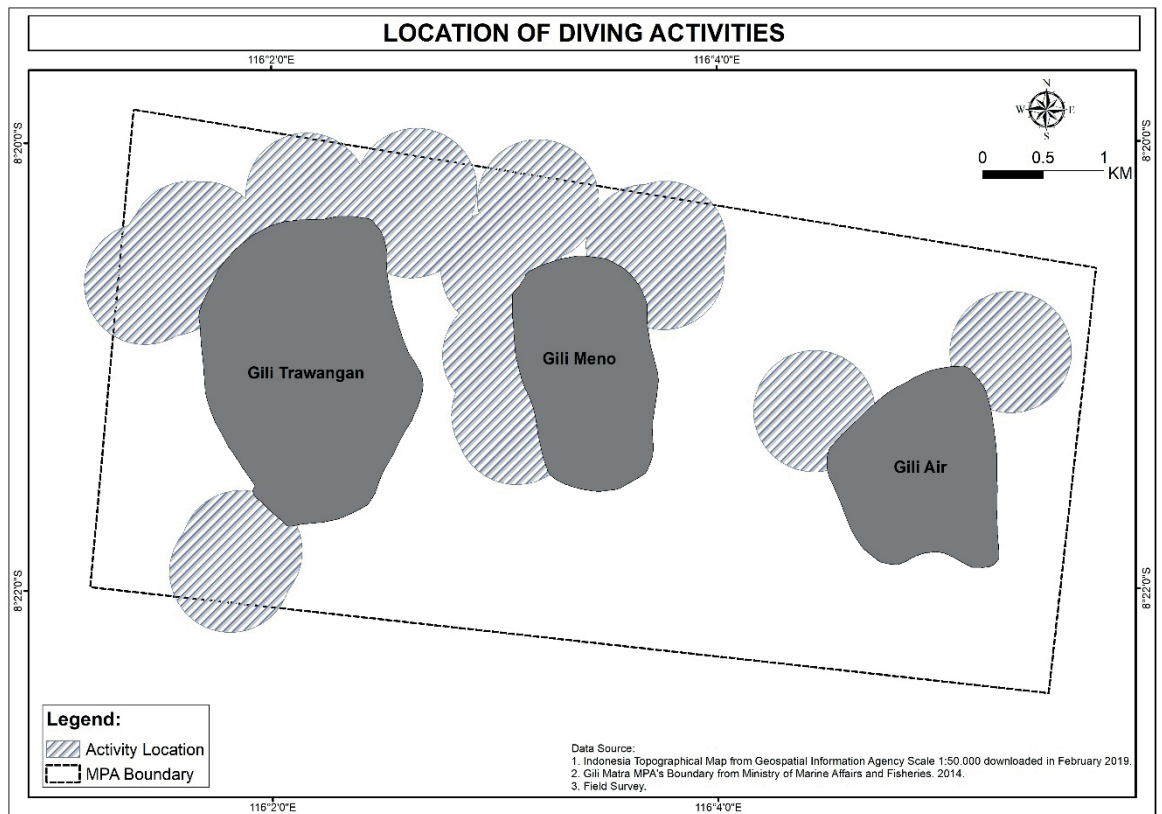 LOCATION OF DIVING ACTIVITIES
116°2'0"E
116°4'0"E
8°20'0"S
8°20'0"S
N
W E
S
0 0.5 1
KM
Gili Trawangan
Gili Meno
Gili Air
8°22'0"S
8°22'0"S
Legend:
Activity Location
MPA Boundary
Data Source:
1. Indonesia Topographical Map from Geospatial Information Agency Scale 1:50.000 downloaded in February 2019.
2. Gili Matra MPA's Boundary from Ministry of Marine Affairs and Fisheries. 2014.
3. Field Survey.
116°2'0"E
116°4'0"E